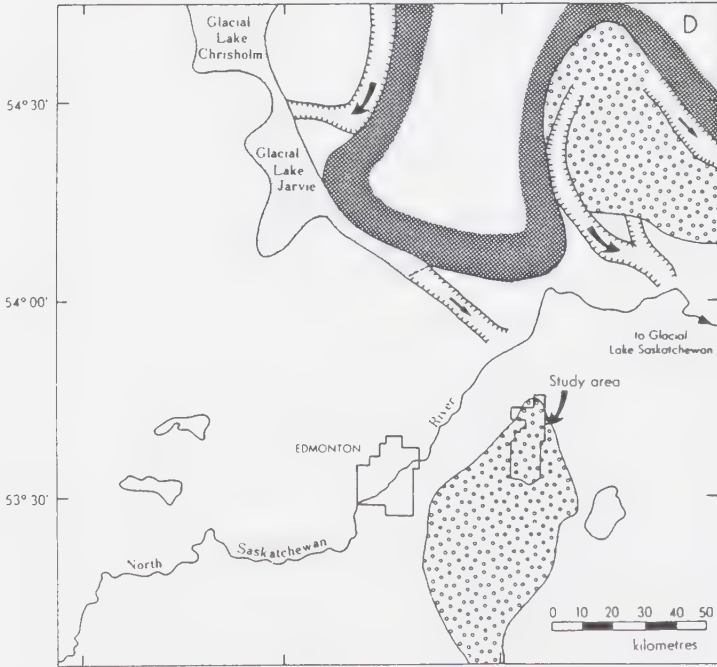 D
Glacial
Lake
Chrisholm
54° 30'
Glacial
Lake
Jarvie
54° 00'
to Glacial
Lake Saskatchewan
Study area
River
EDMONTON
53° 30'
North
Saskatchewan
0 10 20 30 40 50
kilometres